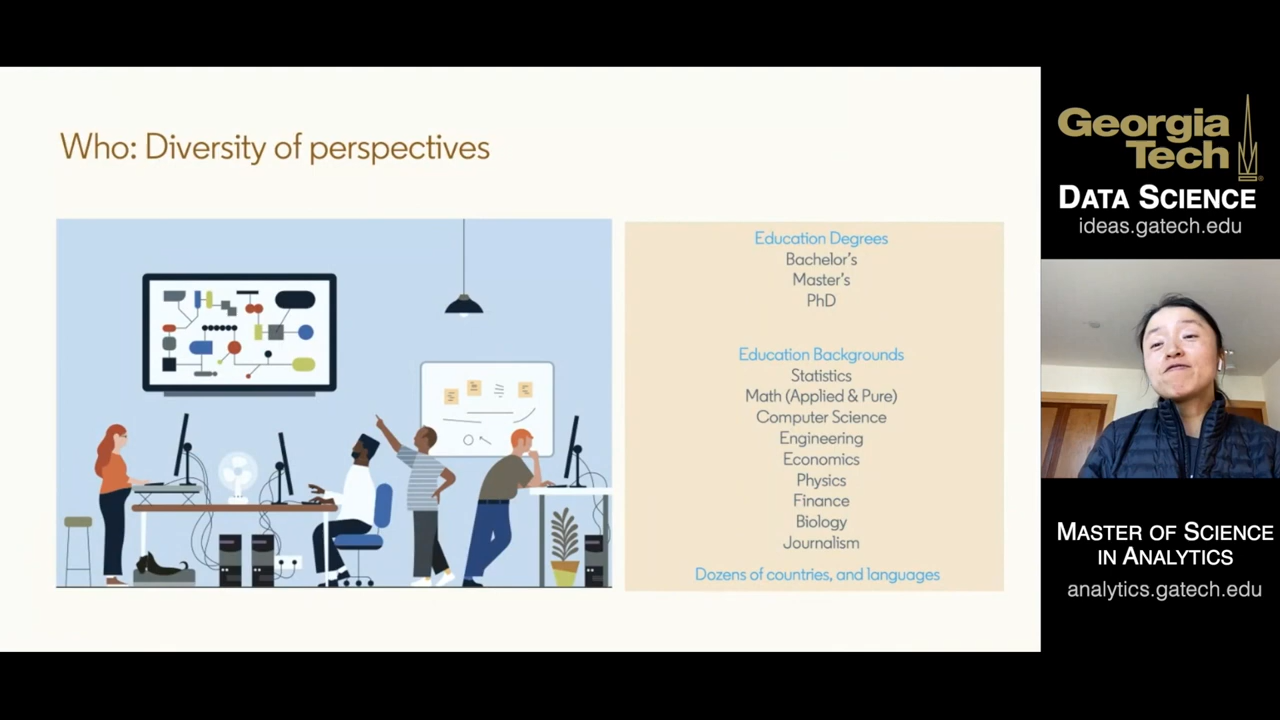 Who: Diversity of perspectives
Education Degrees
Bachelor's
Master's
PhD
Education Backgrounds
Statistics
Math (Applied & Pure)
Computer Science
Engineering
Economics
Physics
Finance
Biology
Journalism
Dozens of countries, and languages
Georgia
Tech
DATA SCIENCE
ideas.gatech.edu
MASTER OF SCIENCE
IN ANALYTICS
analytics.gatech.edu